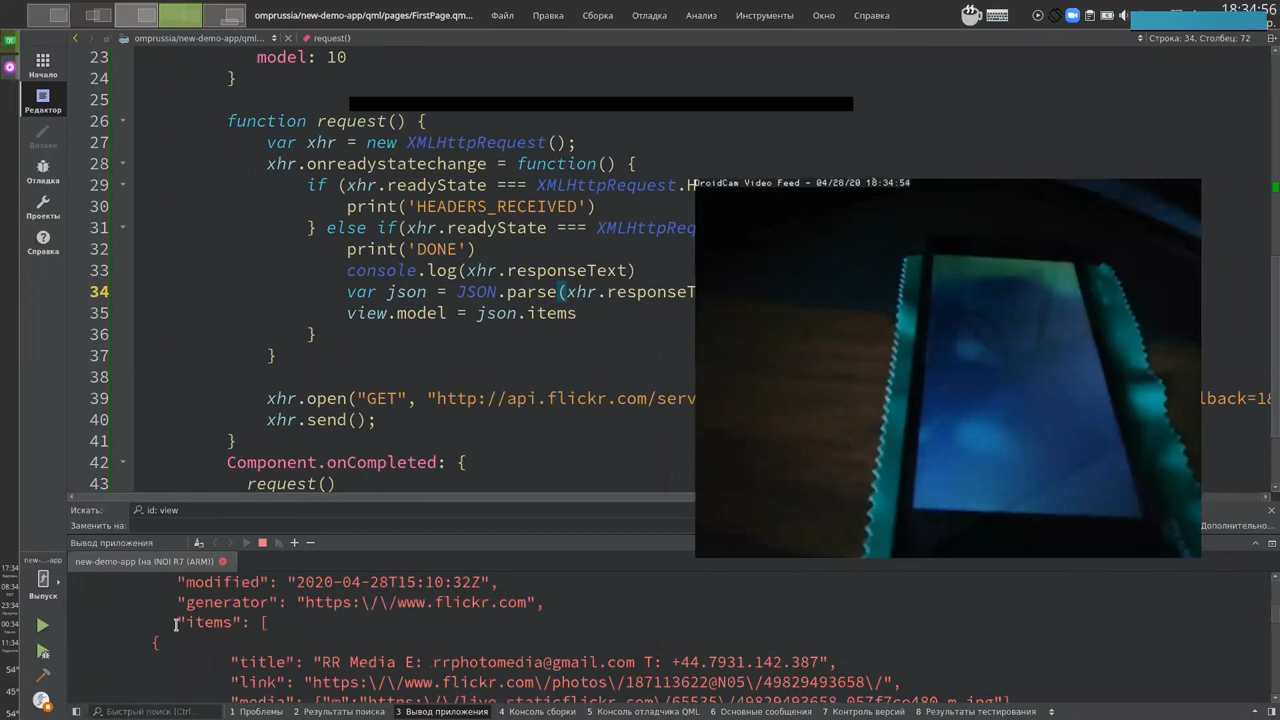 18:34:56
omprussia/new-demo-app/qml/pages/FirstPage.qm...
Файл
Правка
Сборка
Отладка
Анализ
Инструменты
Окно
Справка
omprussia/new-demo-app/qml
request()
Строка: 34, Столбец: 72
Начало
Редактор
Дизайн
Отладка
Проекты
Справка
23 model: 10
24 }
25
26 function request() {
27 var xhr = new XMLHttpRequest();
28 xhr.onreadystatechange = function() {
29 if (xhr.readyState === XMLHttpRequest.H
30 print('HEADERS_RECEIVED')
31 } else if(xhr.readyState === XMLHttpReq
32 print('DONE')
33 console.log(xhr.responseText)
34 var json = JSON.parse(xhr.responseT
35 view.model = json.items
36 }
37 }
38
39 xhr.open("GET", "http://api.flickr.com/serv lback=1&
40 xhr.send();
41 }
42 Component.onCompleted: {
43 request()
DroidCam Video Feed - 04/28/20 18:34:54
Искать: id: view
Заменить на:
Дополнительно...
Вывод приложения
new-demo-app (на INOI R7 (ARM))
new-...-app
Выпуск
"modified": "2020-04-28T15:10:32Z",
"generator": "https:\/\/www.flickr.com",
"items": [
{
"title": "RR Media E: rrphotomedia@gmail.com T: +44.7931.142.387",
"link": "https:\/\/www.flickr.com\/photos\/187113622@N05\/49829493658\/",
Быстрый поиск (Ctrl...
1 Проблемы
2 Результаты поиска
3 Вывод приложения
4 Консоль сборки
5 Консоль отладчика QML
6 Основные сообщения
7 Контроль версий
8 Результаты тестирования